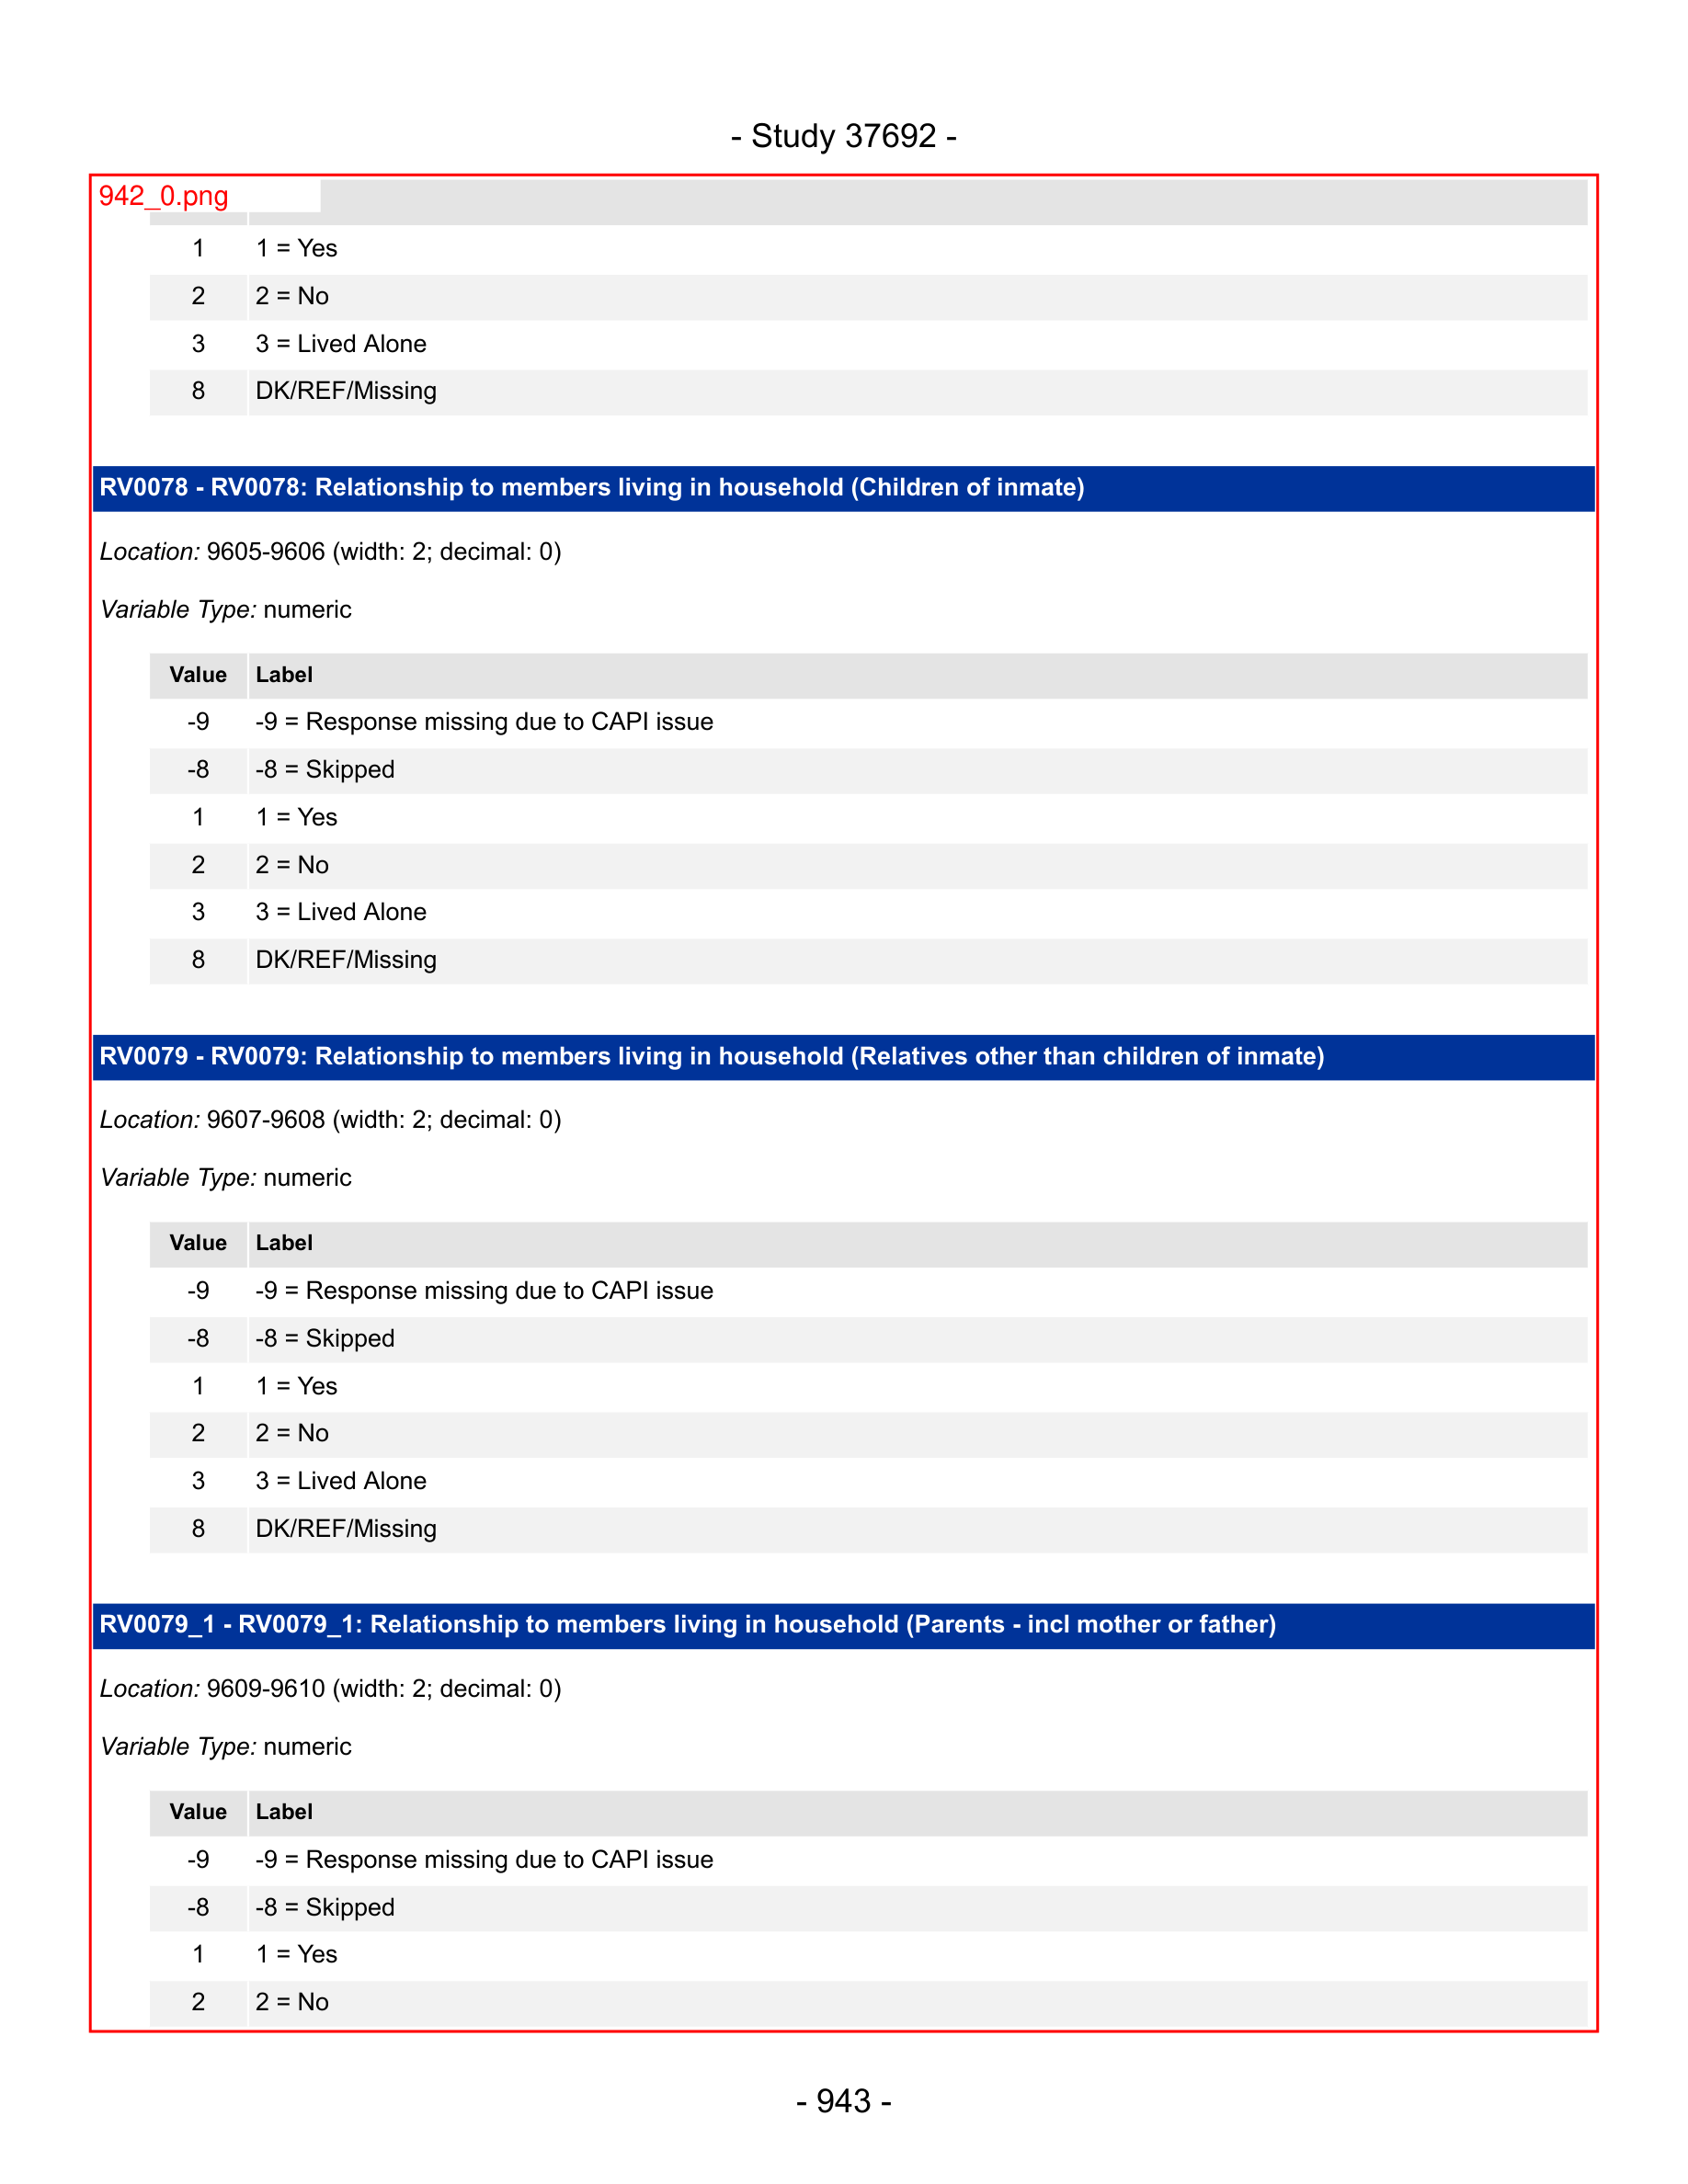 - Study 37692 -
942_0.png
1 1 = Yes
2 2 = No
3 3 = Lived Alone
8 DK/REF/Missing
RV0078 - RV0078: Relationship to members living in household (Children of inmate)
Location: 9605-9606 (width: 2; decimal: 0)
Variable Type: numeric
Value Label
-9 -9 = Response missing due to CAPI issue
-8 -8 = Skipped
1 1 = Yes
2 2 = No
3 3 = Lived Alone
8 DK/REF/Missing
RV0079 - RV0079: Relationship to members living in household (Relatives other than children of inmate)
Location: 9607-9608 (width: 2; decimal: 0)
Variable Type: numeric
Value Label
-9 -9 = Response missing due to CAPI issue
-8 -8 = Skipped
1 1 = Yes
2 2 = No
3 3 = Lived Alone
8 DK/REF/Missing
RV0079_1 - RV0079_1: Relationship to members living in household (Parents - incl mother or father)
Location: 9609-9610 (width: 2; decimal: 0)
Variable Type: numeric
Value Label
-9 -9 = Response missing due to CAPI issue
-8 -8 = Skipped
1 1 = Yes
2 2 = No
- 943 -